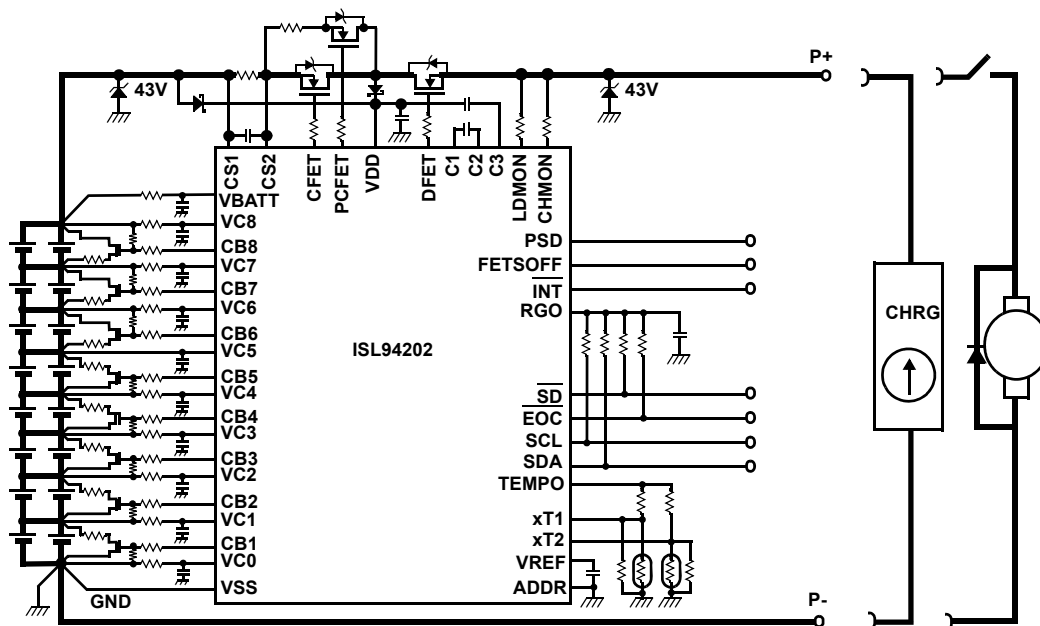 P+
43V
43V
CS1
CS2
CFET
PCFET
VDD
DFET
C1
C2
C3
LDMON
CHMON
VBATT
VC8
CB8
VC7
CB7
VC6
CB6
VC5
CB5
VC4
CB4
VC3
CB3
VC2
CB2
VC1
CB1
VC0
VSS
GND
ISL94202
PSD
FETSOFF
INT
RGO
SD
EOC
SCL
SDA
TEMPO
xT1
xT2
VREF
ADDR
CHRG
P-